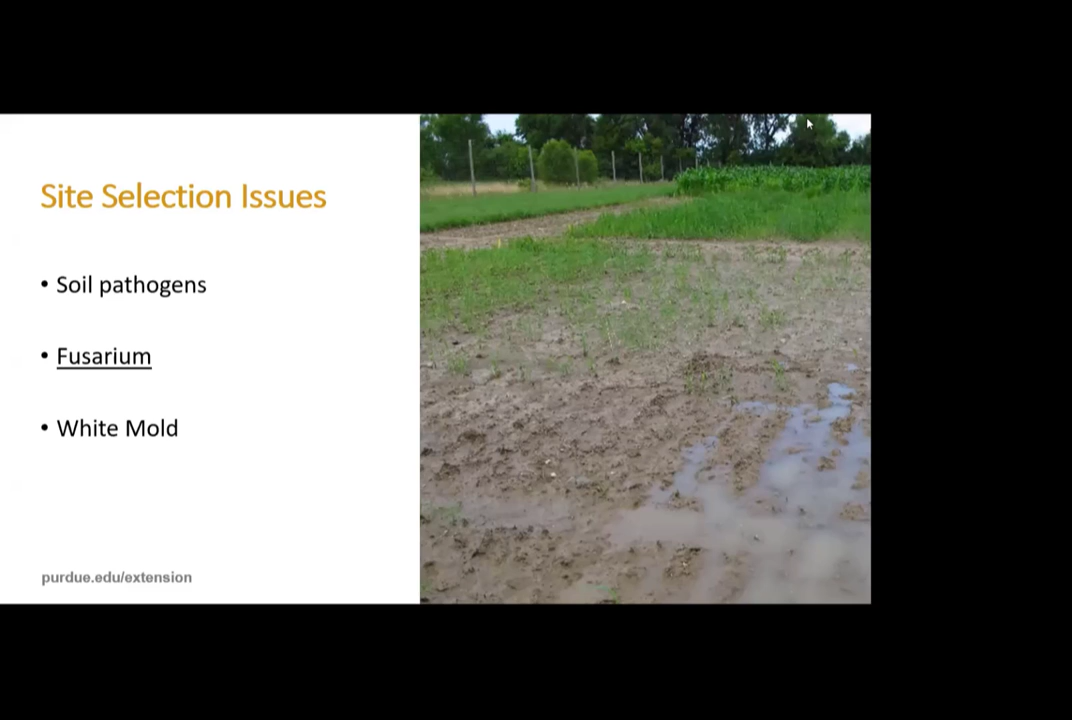 Site Selection Issues
• Soil pathogens
• Fusarium
• White Mold
purdue.edu/extension